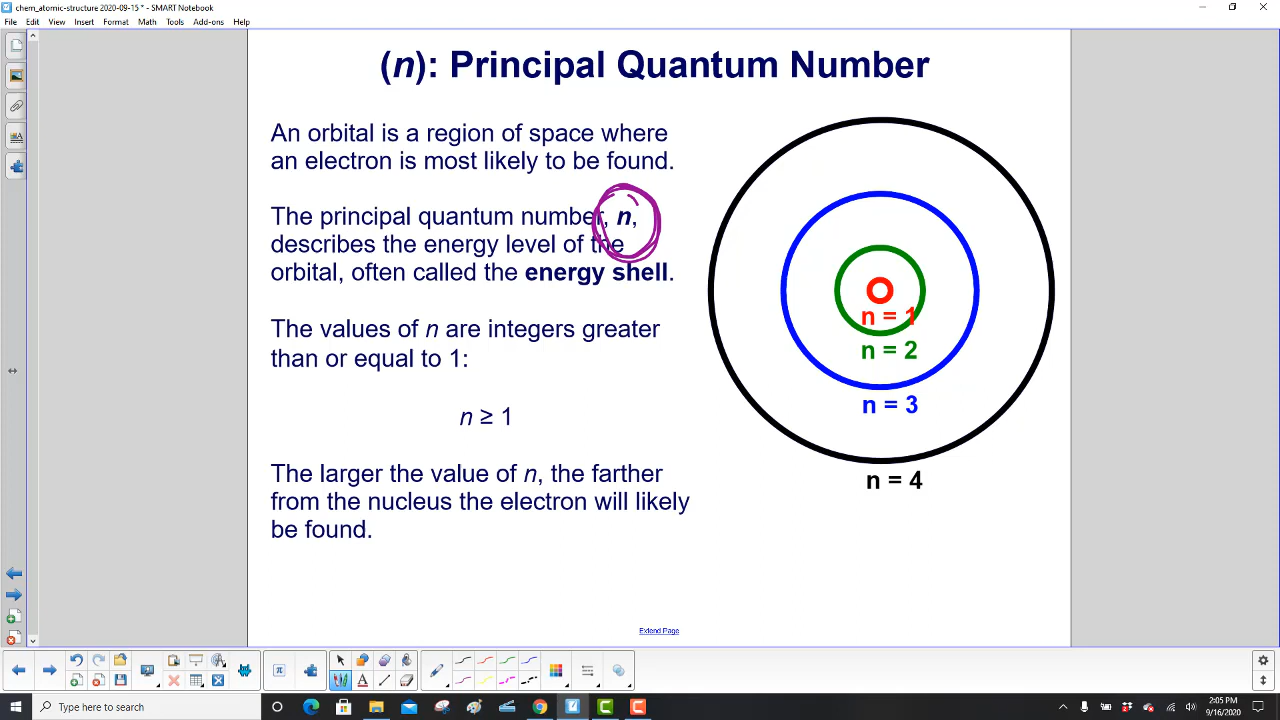 chem_atomic-structure 2020-09-15 * - SMART Notebook
File Edit View Insert Format Math Tools Add-ons Help
(n): Principal Quantum Number
An orbital is a region of space where
an electron is most likely to be found.
The principal quantum number, n,
describes the energy level of the
orbital, often called the energy shell.
The values of n are integers greater
than or equal to 1:
n ≥ 1
The larger the value of n, the farther
from the nucleus the electron will likely
be found.
n = 1
n = 2
n = 3
n = 4
Extend Page
Type here to search
2:05 PM
9/16/2020